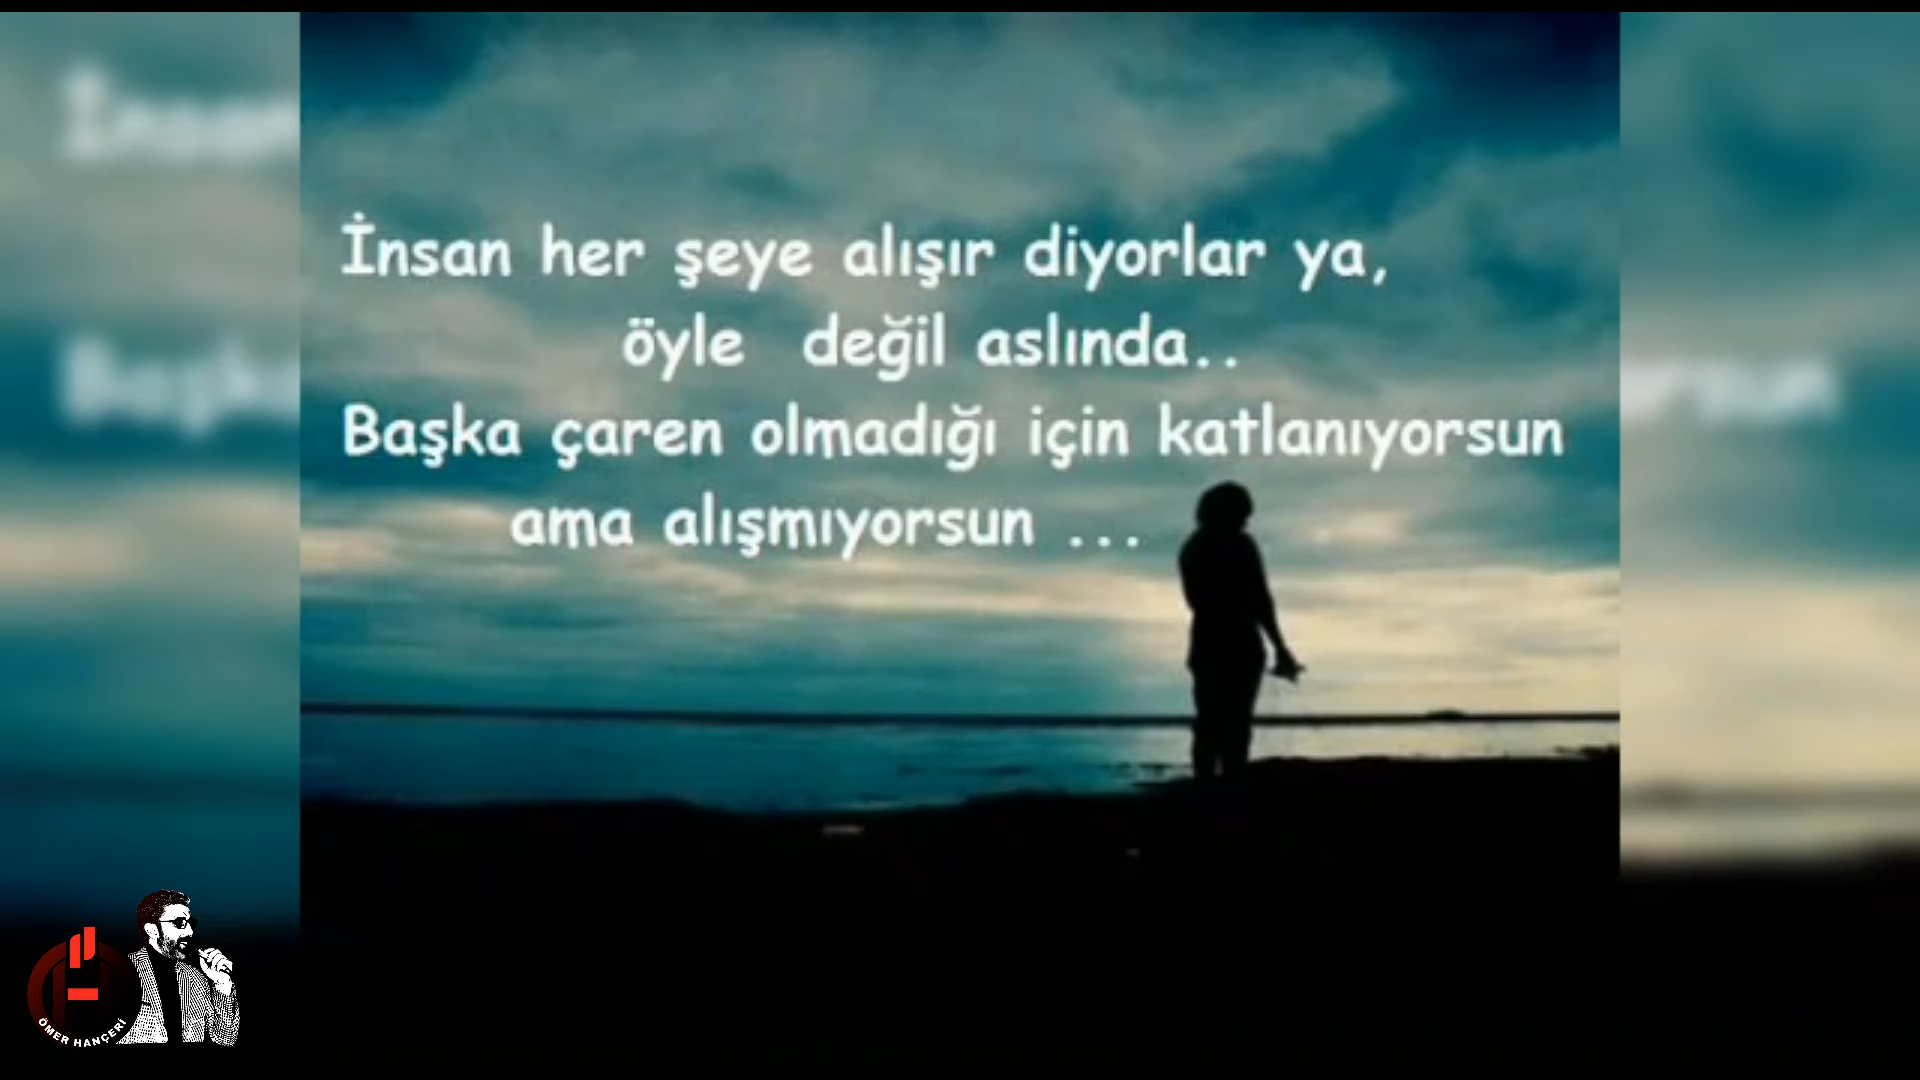 İnsan her şeye alışır diyorlar ya,
öyle değil aslında..
Başka çaren olmadığı için katlanıyorsun
ama alışmıyorsun ...
ÖMER HANÇERİ